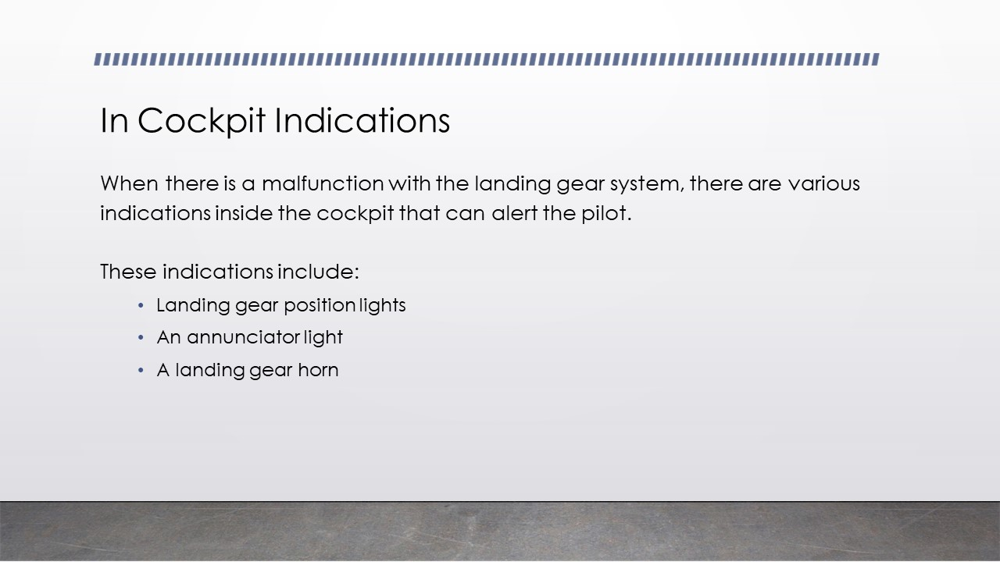 In Cockpit Indications
When there is a malfunction with the landing gear system, there are various
indications inside the cockpit that can alert the pilot.
These indications include:
• Landing gear position lights
• An annunciator light
• A landing gear horn